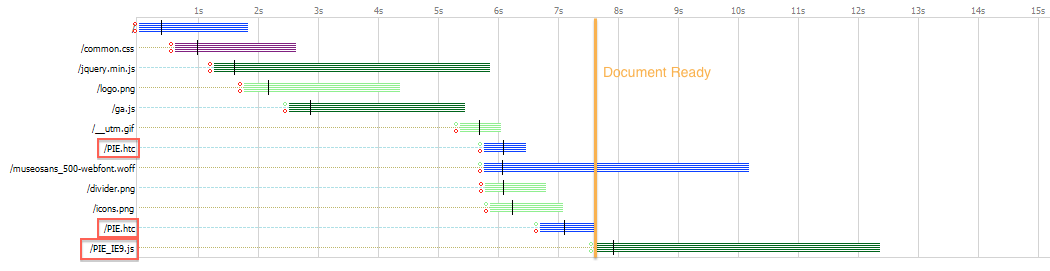 1s 2s 3s 4s 5s 6s 7s 8s 9s 10s 11s 12s 13s 14s 15s
/
/common.css
/jquery.min.js
Document Ready
/logo.png
/ga.js
/__utm.gif
/PIE.htc
/museosans_500-webfont.woff
/divider.png
/icons.png
/PIE.htc
/PIE_IE9.js